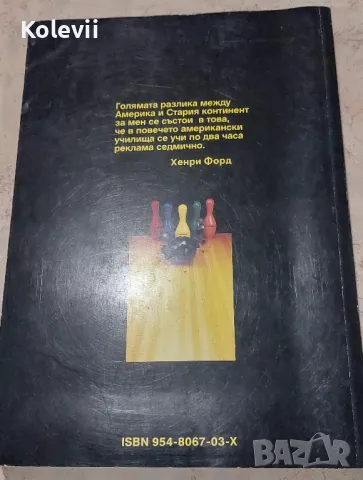 Kolevii
Голямата разлика между
Америка и Стария континент
за мен се състои в това,
че в повечето американски
училища се учи по два часа
реклама седмично.
Хенри Форд
ISBN 954-8067-03-X
BAZAR